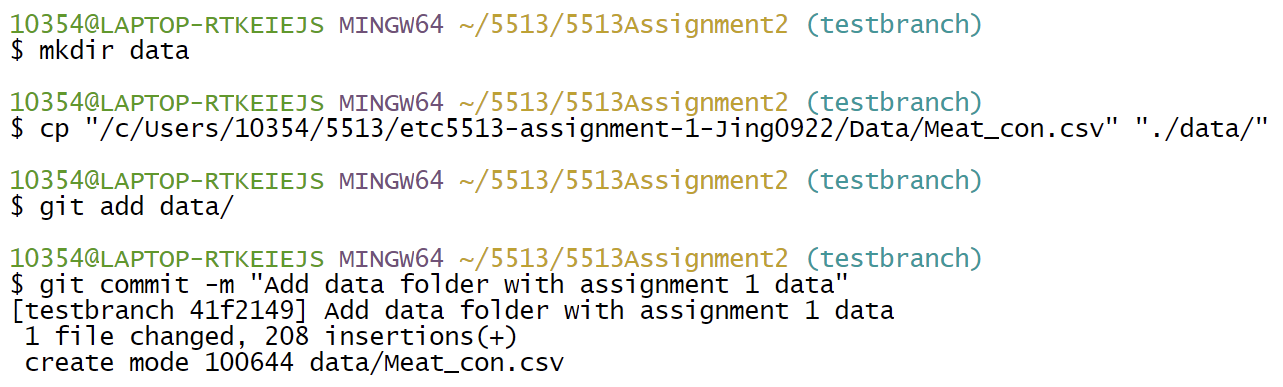 10354@LAPTOP-RTKEIEJS MINGW64 ~/5513/5513Assignment2 (testbranch)
$ mkdir data
10354@LAPTOP-RTKEIEJS MINGW64 ~/5513/5513Assignment2 (testbranch)
$ cp "/c/Users/10354/5513/etc5513-assignment-1-Jing0922/Data/Meat_con.csv" "./data/"
10354@LAPTOP-RTKEIEJS MINGW64 ~/5513/5513Assignment2 (testbranch)
$ git add data/
10354@LAPTOP-RTKEIEJS MINGW64 ~/5513/5513Assignment2 (testbranch)
$ git commit -m "Add data folder with assignment 1 data"
[testbranch 41f2149] Add data folder with assignment 1 data
 1 file changed, 208 insertions(+)
 create mode 100644 data/Meat_con.csv